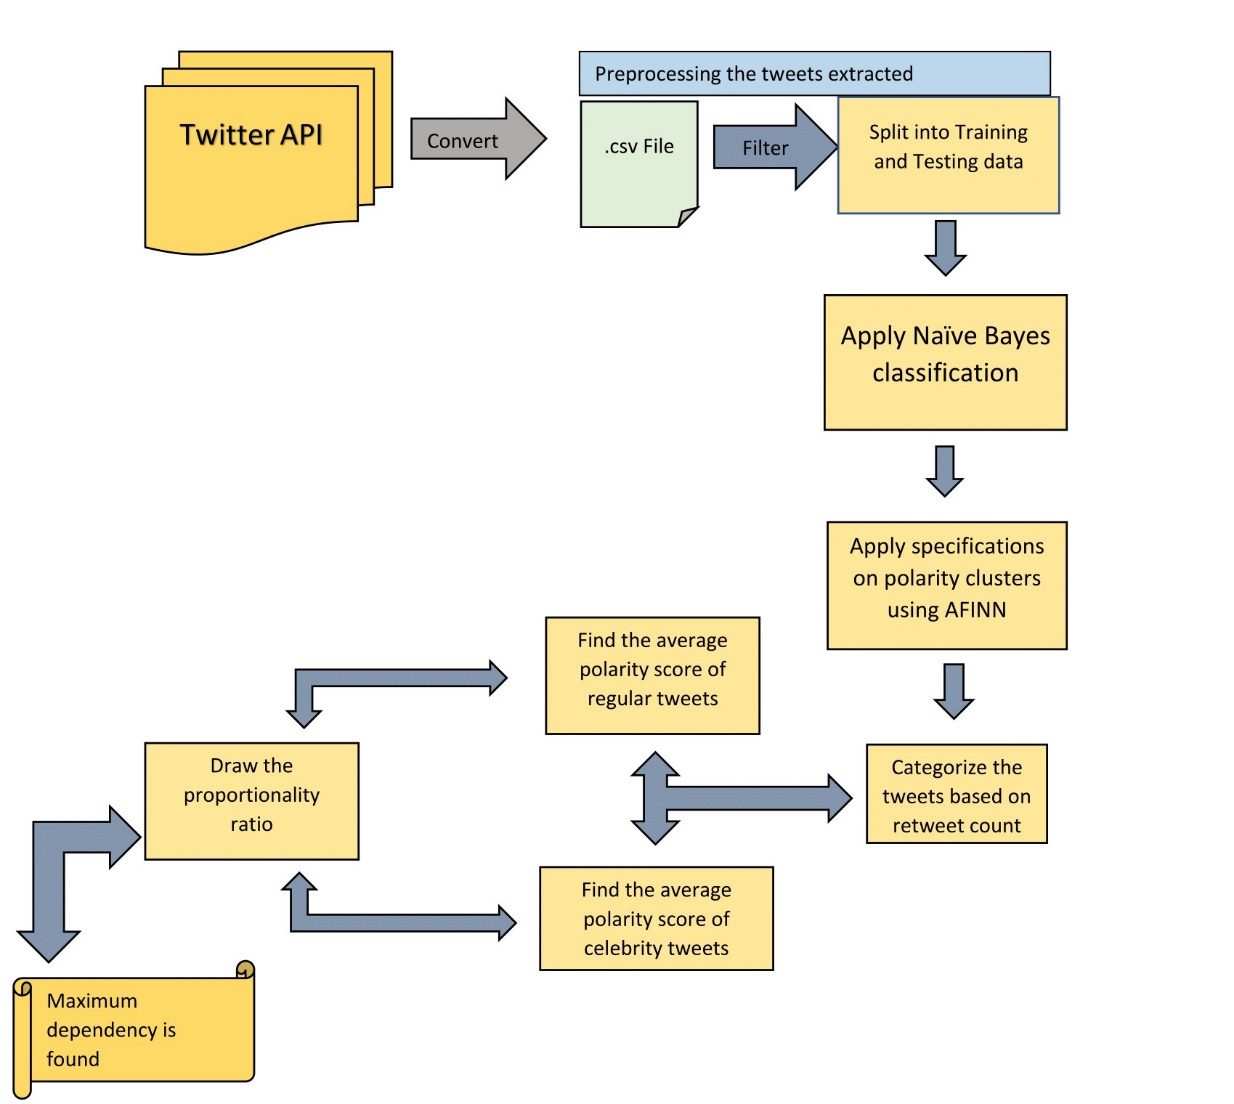 Twitter API
Convert
Preprocessing the tweets extracted
.csv File
Filter
Split into Training
and Testing data
Apply Naïve Bayes
classification
Apply specifications
on polarity clusters
using AFINN
Categorize the
tweets based on
retweet count
Find the average
polarity score of
regular tweets
Find the average
polarity score of
celebrity tweets
Draw the
proportionality
ratio
Maximum
dependency is
found